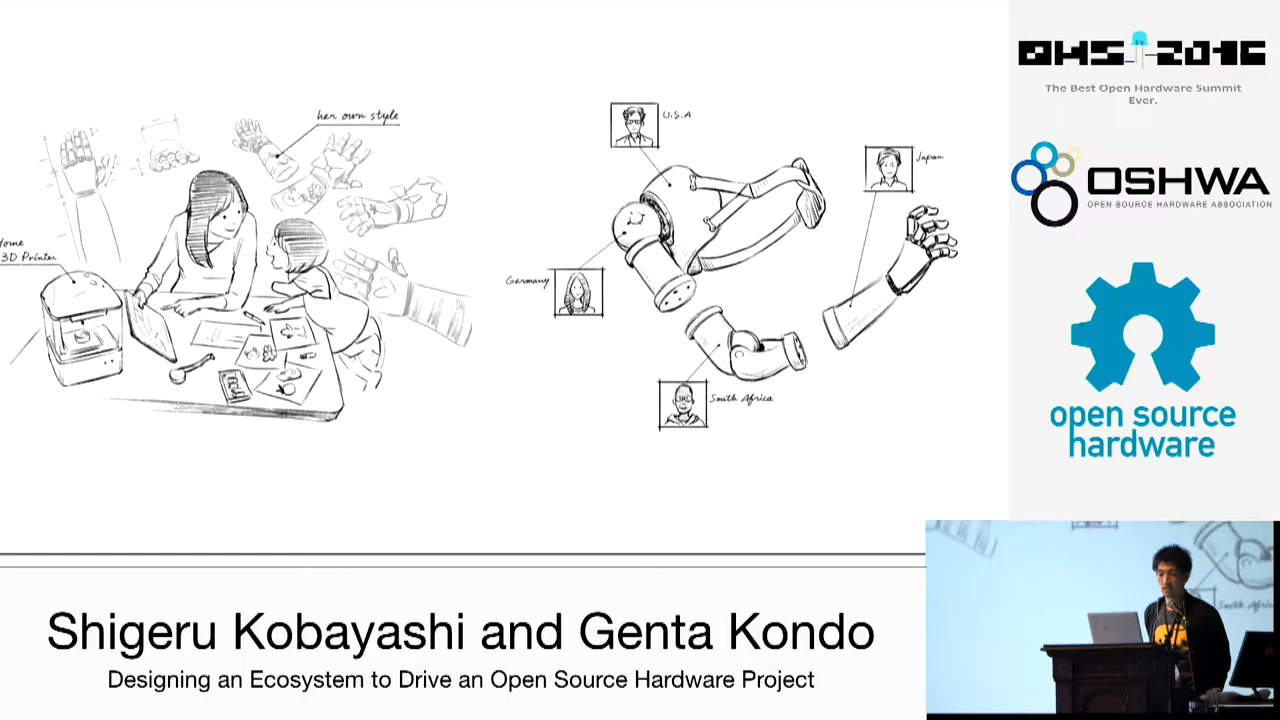 her own style
Home
3D Printer
U.S.A
Japan
Germany
South Africa
OHS 2016
The Best Open Hardware Summit
Ever.
OSHWA
OPEN SOURCE HARDWARE ASSOCIATION
open source
hardware
South Africa
Shigeru Kobayashi and Genta Kondo
Designing an Ecosystem to Drive an Open Source Hardware Project